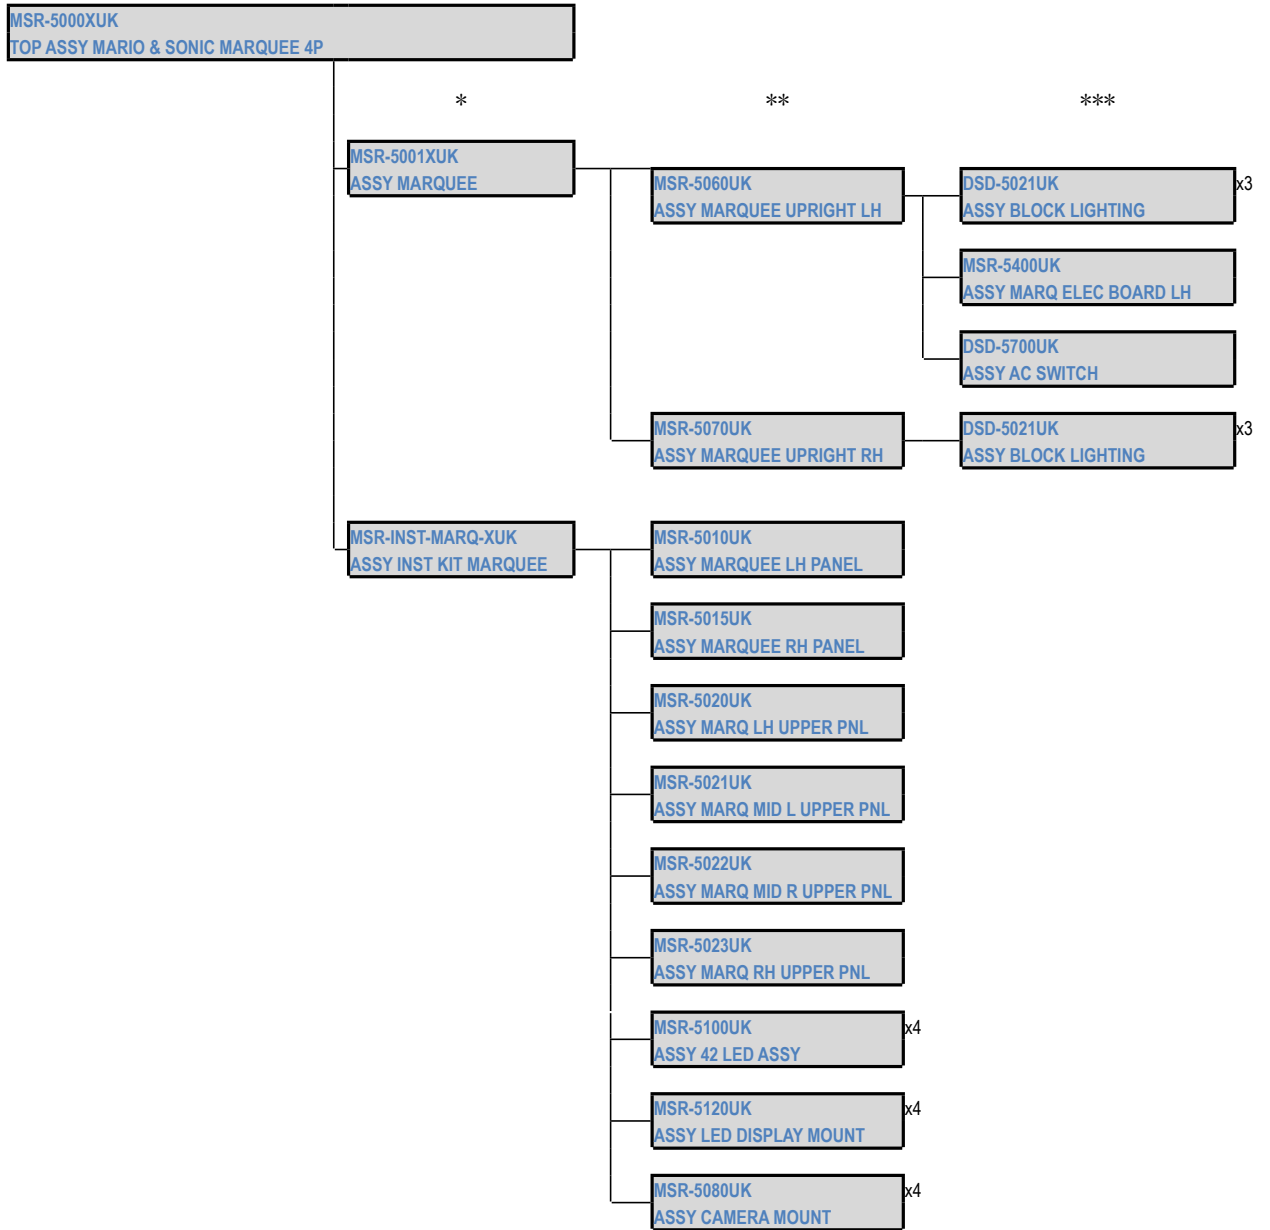 MSR-5000XUK
TOP ASSY MARIO & SONIC MARQUEE 4P
*
**
***
MSR-5001XUK
ASSY MARQUEE
MSR-5060UK
ASSY MARQUEE UPRIGHT LH
DSD-5021UK
ASSY BLOCK LIGHTING
x3
MSR-5400UK
ASSY MARQ ELEC BOARD LH
DSD-5700UK
ASSY AC SWITCH
MSR-5070UK
ASSY MARQUEE UPRIGHT RH
DSD-5021UK
ASSY BLOCK LIGHTING
x3
MSR-INST-MARQ-XUK
ASSY INST KIT MARQUEE
MSR-5010UK
ASSY MARQUEE LH PANEL
MSR-5015UK
ASSY MARQUEE RH PANEL
MSR-5020UK
ASSY MARQ LH UPPER PNL
MSR-5021UK
ASSY MARQ MID L UPPER PNL
MSR-5022UK
ASSY MARQ MID R UPPER PNL
MSR-5023UK
ASSY MARQ RH UPPER PNL
MSR-5100UK
ASSY 42 LED ASSY
x4
MSR-5120UK
ASSY LED DISPLAY MOUNT
x4
MSR-5080UK
ASSY CAMERA MOUNT
x4